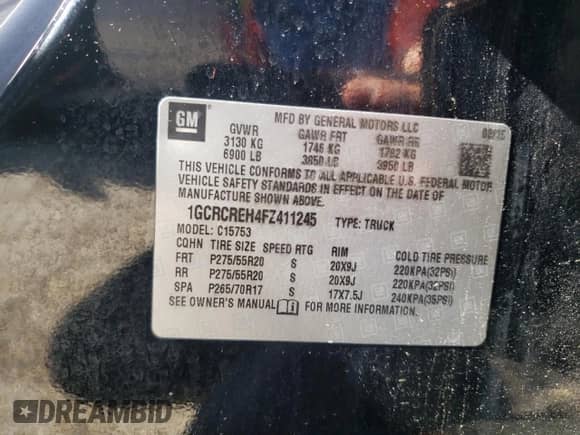 GM
MFD BY GENERAL MOTORS LLC
GVWR GAWR FRT GAWR RR
3130 KG 1746 KG 1792 KG
6900 LB 3850 LB 3950 LB
THIS VEHICLE CONFORMS TO ALL APPLICABLE U.S. FEDERAL MOTOR
VEHICLE SAFETY STANDARDS IN EFFECT ON THE DATE OF
MANUFACTURE SHOWN ABOVE.
1GCRCREH4FZ411245 TYPE: TRUCK
MODEL: C15753
TIRE SIZE SPEED RTG RIM COLD TIRE PRESSURE
FRT P275/55R20 S 20X9J 220KPA(32PSI)
RR P275/55R20 S 20X9J 220KPA(32PSI)
SPA P265/70R17 S 17X7.5J 240KPA(35PSI)
SEE OWNER'S MANUAL FOR MORE INFORMATION.
DREAMBID